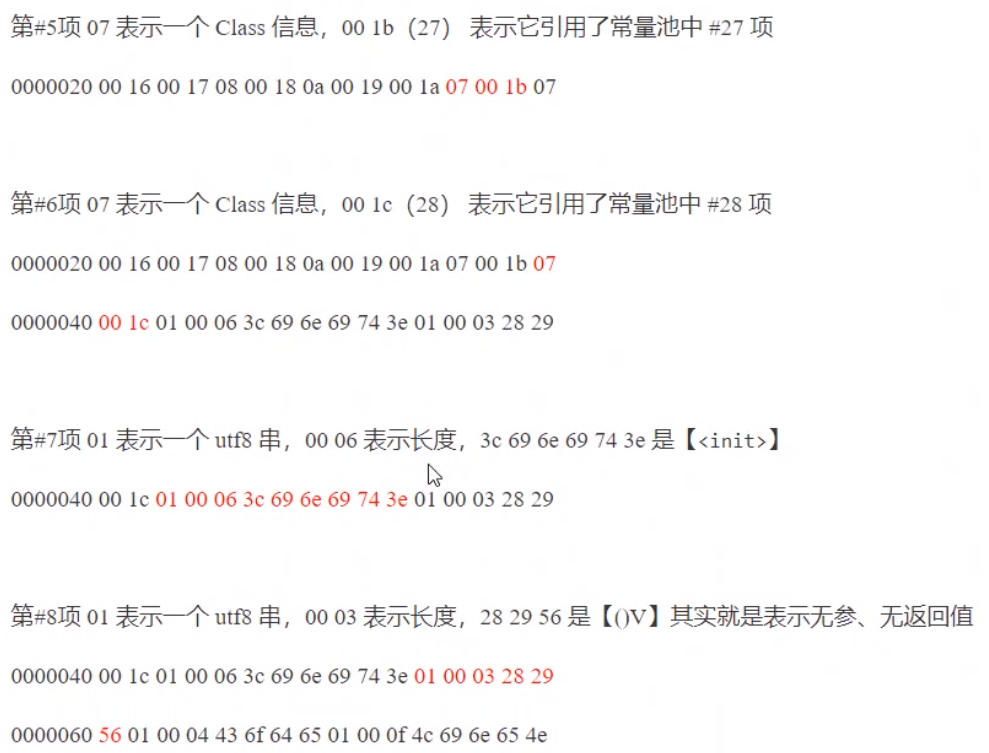 第#5项 07 表示一个 Class 信息，00 1b（27） 表示它引用了常量池中 #27 项
0000020 00 16 00 17 08 00 18 0a 00 19 00 1a 07 00 1b 07
第#6项 07 表示一个 Class 信息，00 1c（28） 表示它引用了常量池中 #28 项
0000020 00 16 00 17 08 00 18 0a 00 19 00 1a 07 00 1b 07
0000040 00 1c 01 00 06 3c 69 6e 69 74 3e 01 00 03 28 29
第#7项 01 表示一个 utf8 串，00 06 表示长度，3c 69 6e 69 74 3e 是【<init>】
0000040 00 1c 01 00 06 3c 69 6e 69 74 3e 01 00 03 28 29
第#8项 01 表示一个 utf8 串，00 03 表示长度，28 29 56 是【()V】其实就是表示无参、无返回值
0000040 00 1c 01 00 06 3c 69 6e 69 74 3e 01 00 03 28 29
0000060 56 01 00 04 43 6f 64 65 01 00 0f 4c 69 6e 65 4e